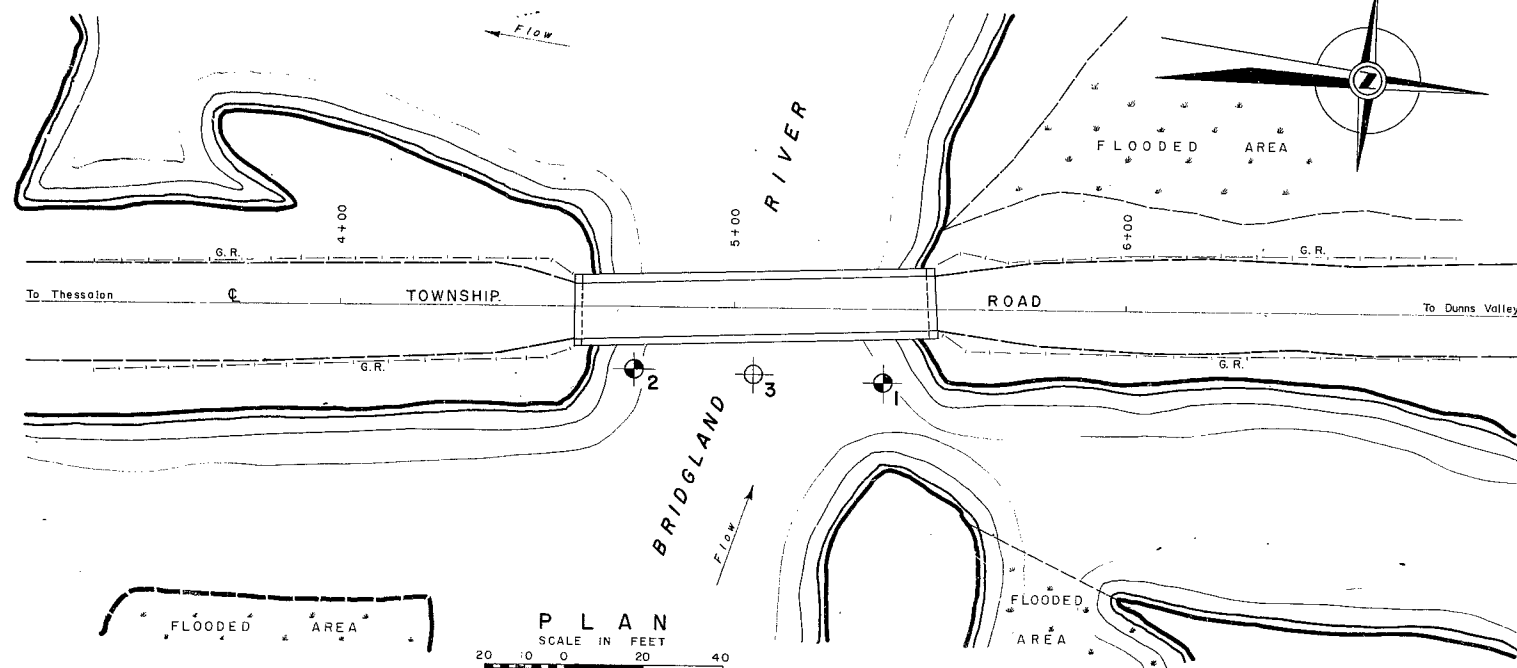 Flow
N
RIVER
FLOODED AREA
4+00
5+00
6+00
G.R.
G.R.
To Thessalon
℄
TOWNSHIP
ROAD
To Dunns Valley
G.R.
G.R.
2
3
1
BRIDGLAND
Flow
FLOODED AREA
FLOODED
AREA
PLAN
SCALE IN FEET
20 10 0 20 40